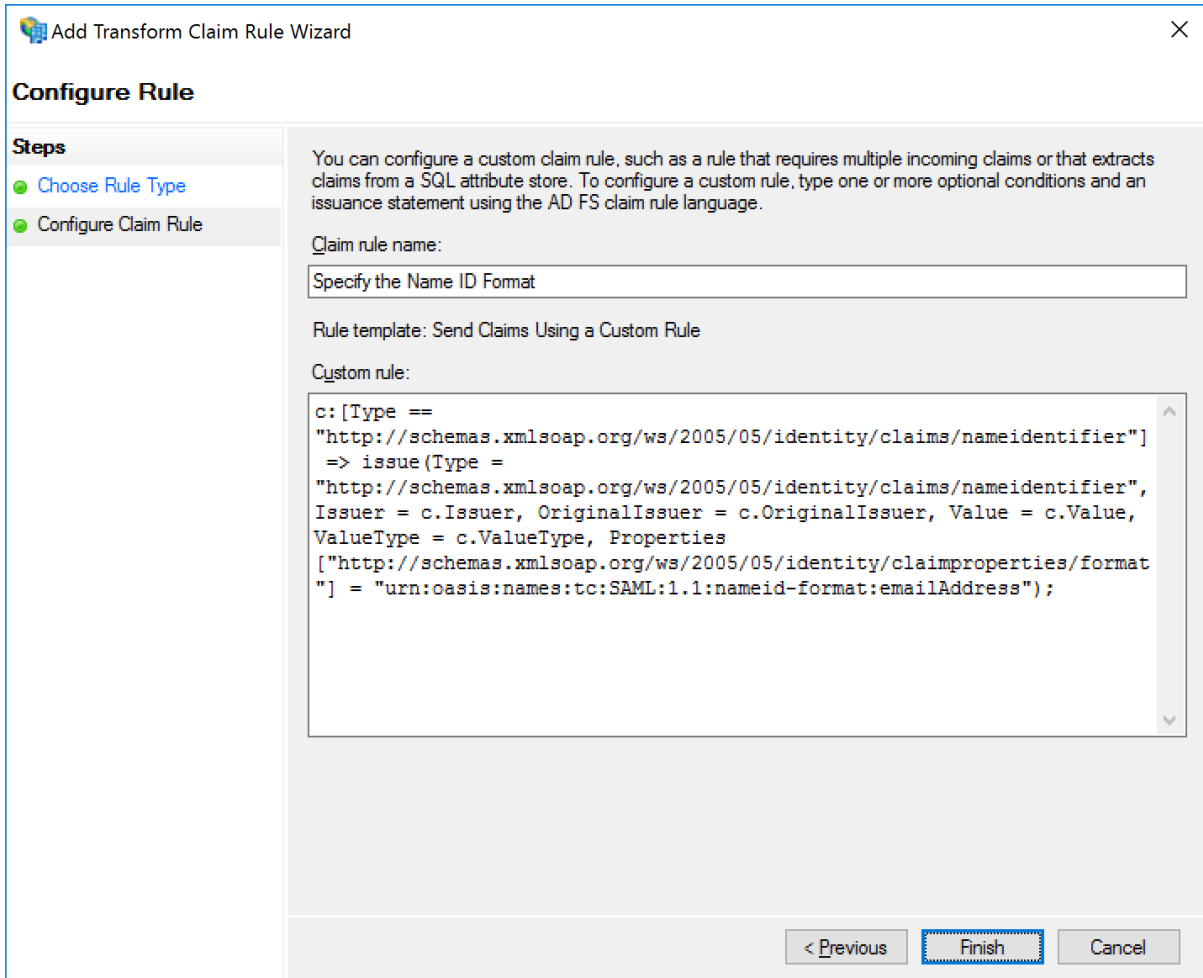 Add Transform Claim Rule Wizard
Configure Rule
Steps
Choose Rule Type
Configure Claim Rule
You can configure a custom claim rule, such as a rule that requires multiple incoming claims or that extracts
claims from a SQL attribute store. To configure a custom rule, type one or more optional conditions and an
issuance statement using the AD FS claim rule language.
Claim rule name:
Specify the Name ID Format
Rule template: Send Claims Using a Custom Rule
Custom rule:
c:[Type ==
"http://schemas.xmlsoap.org/ws/2005/05/identity/claims/nameidentifier"]
=> issue(Type =
"http://schemas.xmlsoap.org/ws/2005/05/identity/claims/nameidentifier",
Issuer = c.Issuer, OriginalIssuer = c.OriginalIssuer, Value = c.Value,
ValueType = c.ValueType, Properties
["http://schemas.xmlsoap.org/ws/2005/05/identity/claimproperties/format
"] = "urn:oasis:names:tc:SAML:1.1:nameid-format:emailAddress");
< Previous
Finish
Cancel